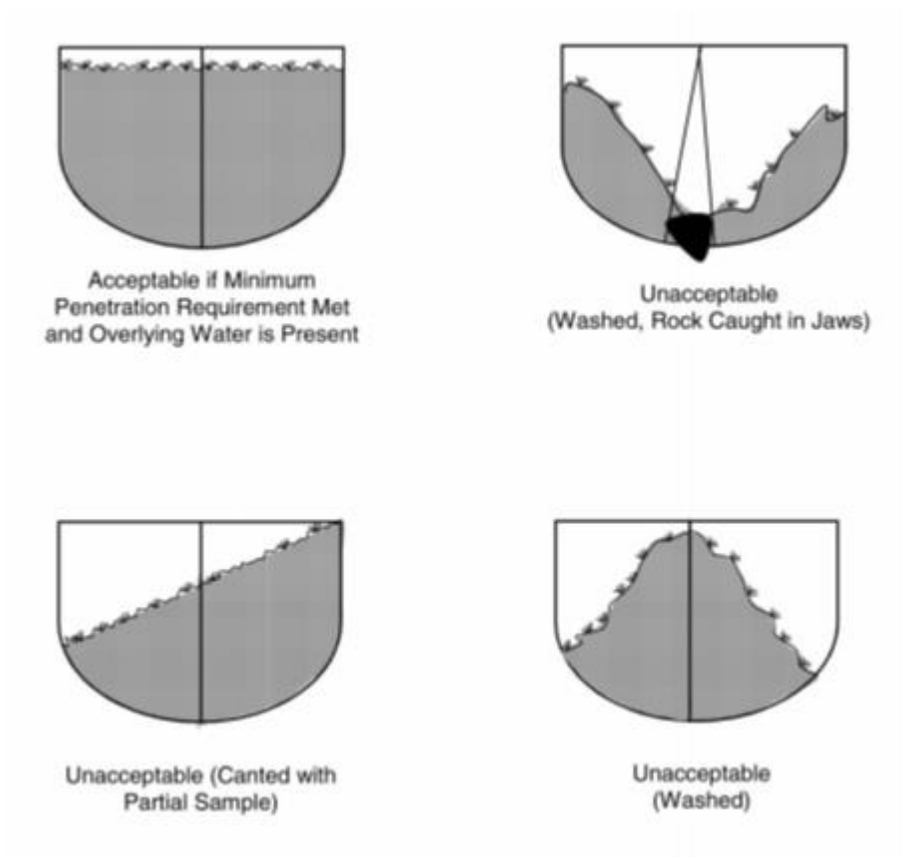 Acceptable if Minimum
Penetration Requirement Met
and Overlying Water is Present
Unacceptable
(Washed, Rock Caught in Jaws)
Unacceptable (Canted with
Partial Sample)
Unacceptable
(Washed)